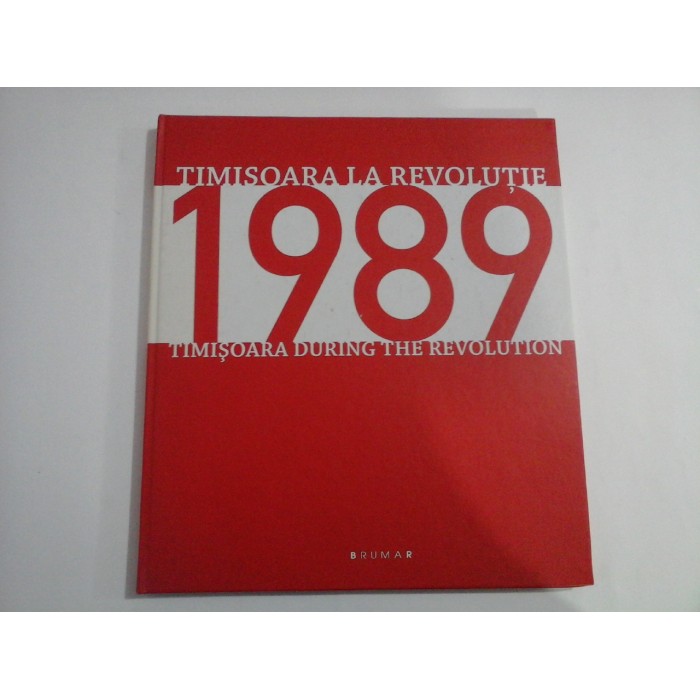 TIMISOARA LA REVOLUȚIE
1989
TIMIȘOARA DURING THE REVOLUTION
BRUMAR